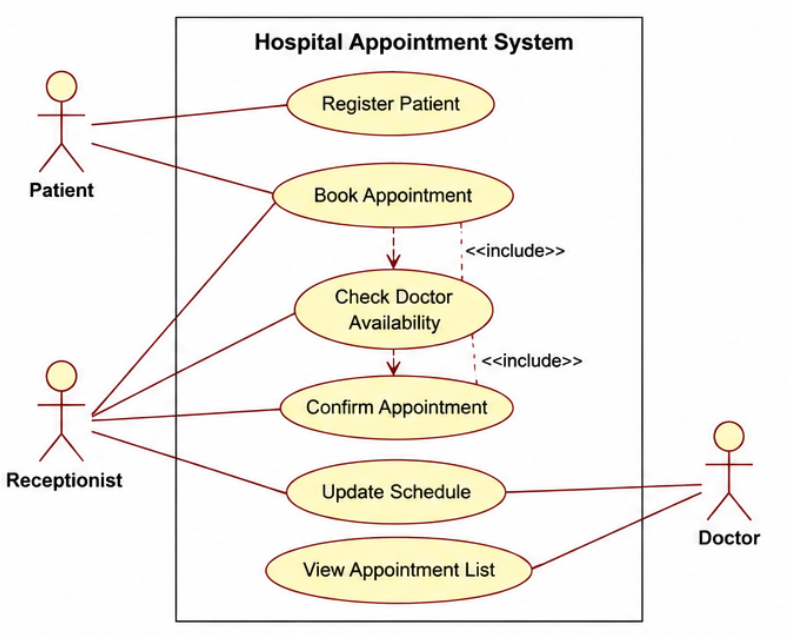 Hospital Appointment System
Register Patient
Patient
Book Appointment
<<include>>
Check Doctor
Availability
<<include>>
Confirm Appointment
Receptionist
Update Schedule
Doctor
View Appointment List